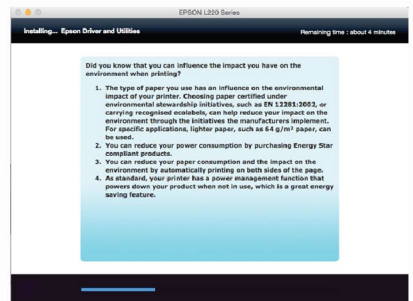 EPSON L220 Series
Installing... Epson Driver and Utilities
Remaining time : about 4 minutes
Did you know that you can influence the impact you have on the
environment when printing?
1. The type of paper you use has an influence on the environmental
impact of your printer. Choosing paper certified under
environmental stewardship initiatives, such as EN 12281:2002, or
carrying recognised ecolabels, can help reduce your impact on the
environment through the initiatives the manufacturers implement.
For specific applications, lighter paper, such as 64 g/m² paper, can
be used.
2. You can reduce your power consumption by purchasing Energy Star
compliant products.
3. You can reduce your paper consumption and the impact on the
environment by automatically printing on both sides of the page.
4. As standard, your printer has a power management function that
powers down your product when not in use, which is a great energy
saving feature.